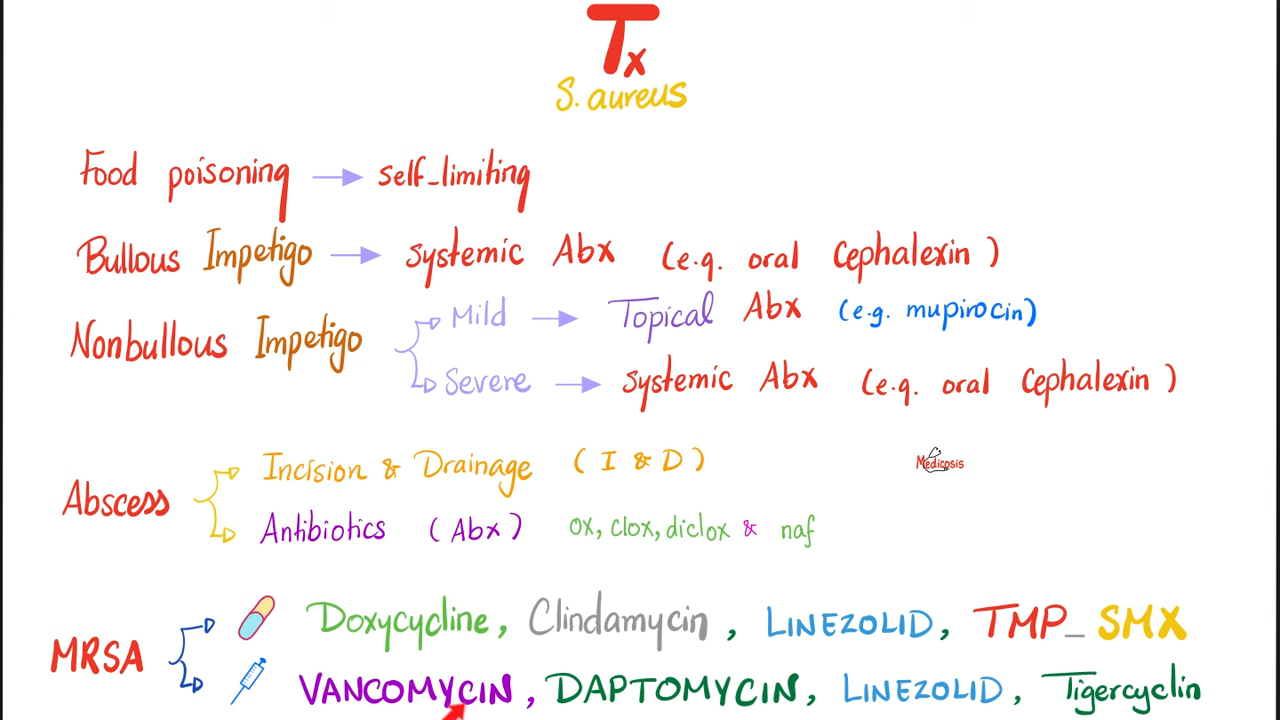 Tx
S. aureus
Food poisoning → self-limiting
Bullous Impetigo → systemic Abx (e.g. oral Cephalexin)
Nonbullous Impetigo
Mild → Topical Abx (e.g. mupirocin)
Severe → systemic Abx (e.g. oral Cephalexin)
Abscess
Incision & Drainage (I & D)
Medicosis
Antibiotics (Abx) ox, clox, diclox & naf
MRSA
Doxycycline, Clindamycin, LINEZOLID, TMP_SMX
VANCOMYCIN, DAPTOMYCIN, LINEZOLID, Tigercyclin